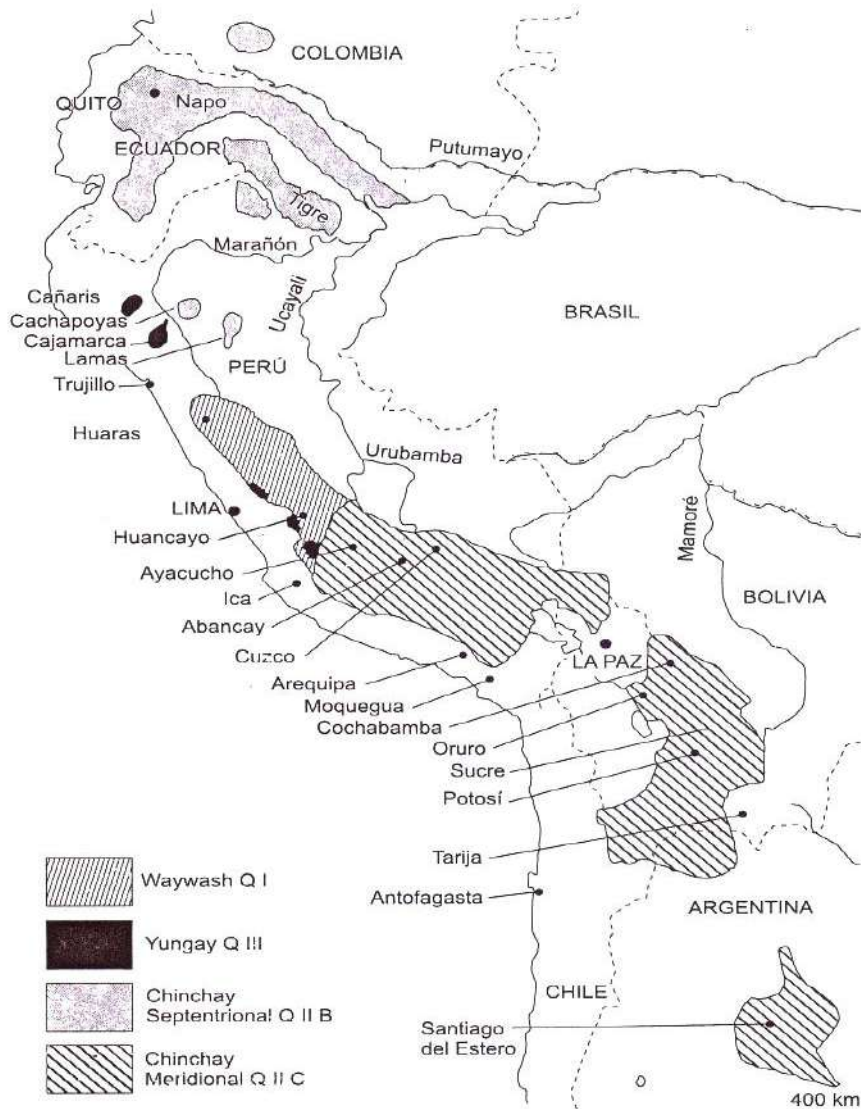 COLOMBIA
QUITO
Napo
ECUADOR
Putumayo
Tigre
Marañón
Ucayali
Cañaris
Cachapoyas
Cajamarca
Lamas
BRASIL
PERÚ
Trujillo
Huaras
Urubamba
LIMA
Mamoré
Huancayo
Ayacucho
BOLIVIA
Ica
Abancay
Cuzco
LA PAZ
Arequipa
Moquegua
Cochabamba
Oruro
Sucre
Potosí
Tarija
Waywash Q I
Antofagasta
ARGENTINA
Yungay Q III
Chinchay
Septentrional Q II B
CHILE
Santiago
del Estero
Chinchay
Meridional Q II C
0
400 km